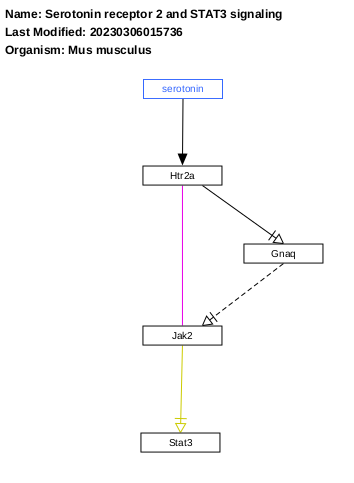 Name: Serotonin receptor 2 and STAT3 signaling
Last Modified: 20230306015736
Organism: Mus musculus
serotonin
Htr2a
Gnaq
Jak2
Stat3